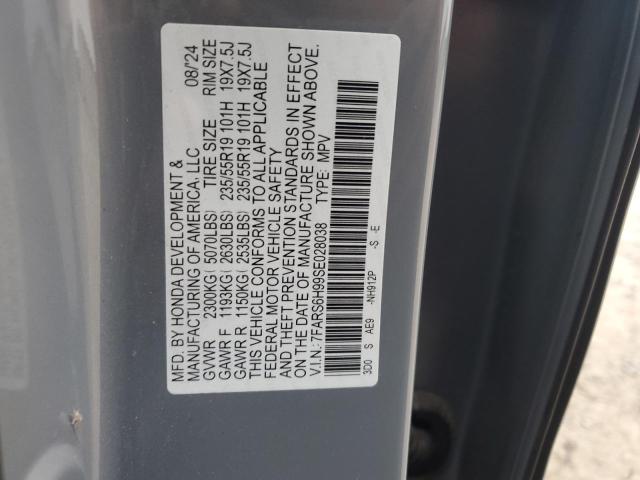 MFD. BY HONDA DEVELOPMENT &
MANUFACTURING OF AMERICA, LLC 08/'24
GVWR 2300KG( 5070LBS) TIRE SIZE RIM SIZE
GAWR F 1193KG( 2630LBS) 235/55R19 101H 19X7.5J
GAWR R 1150KG( 2535LBS) 235/55R19 101H 19X7.5J
THIS VEHICLE CONFORMS TO ALL APPLICABLE
FEDERAL MOTOR VEHICLE SAFETY
AND THEFT PREVENTION STANDARDS IN EFFECT
ON THE DATE OF MANUFACTURE SHOWN ABOVE.
V.I.N.: 7FARS6H99SE028038 TYPE: MPV
3D0 S AE9 -NH912P -S -E